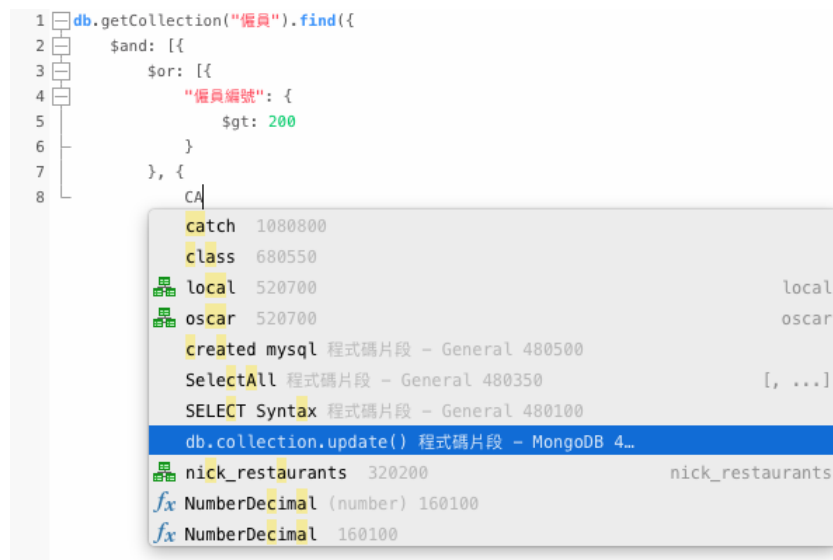 1 db.getCollection("僱員").find({
2 $and: [{
3 $or: [{
4 "僱員編號": {
5 $gt: 200
6 }
7 }, {
8 CA
catch 1080800
class 680550
local 520700 local
oscar 520700 oscar
created mysql 程式碼片段 – General 480500
SelectAll 程式碼片段 – General 480350 [, ...]
SELECT Syntax 程式碼片段 – General 480100
db.collection.update() 程式碼片段 – MongoDB 4…
nick_restaurants 320200 nick_restaurants
fx NumberDecimal (number) 160100
fx NumberDecimal 160100